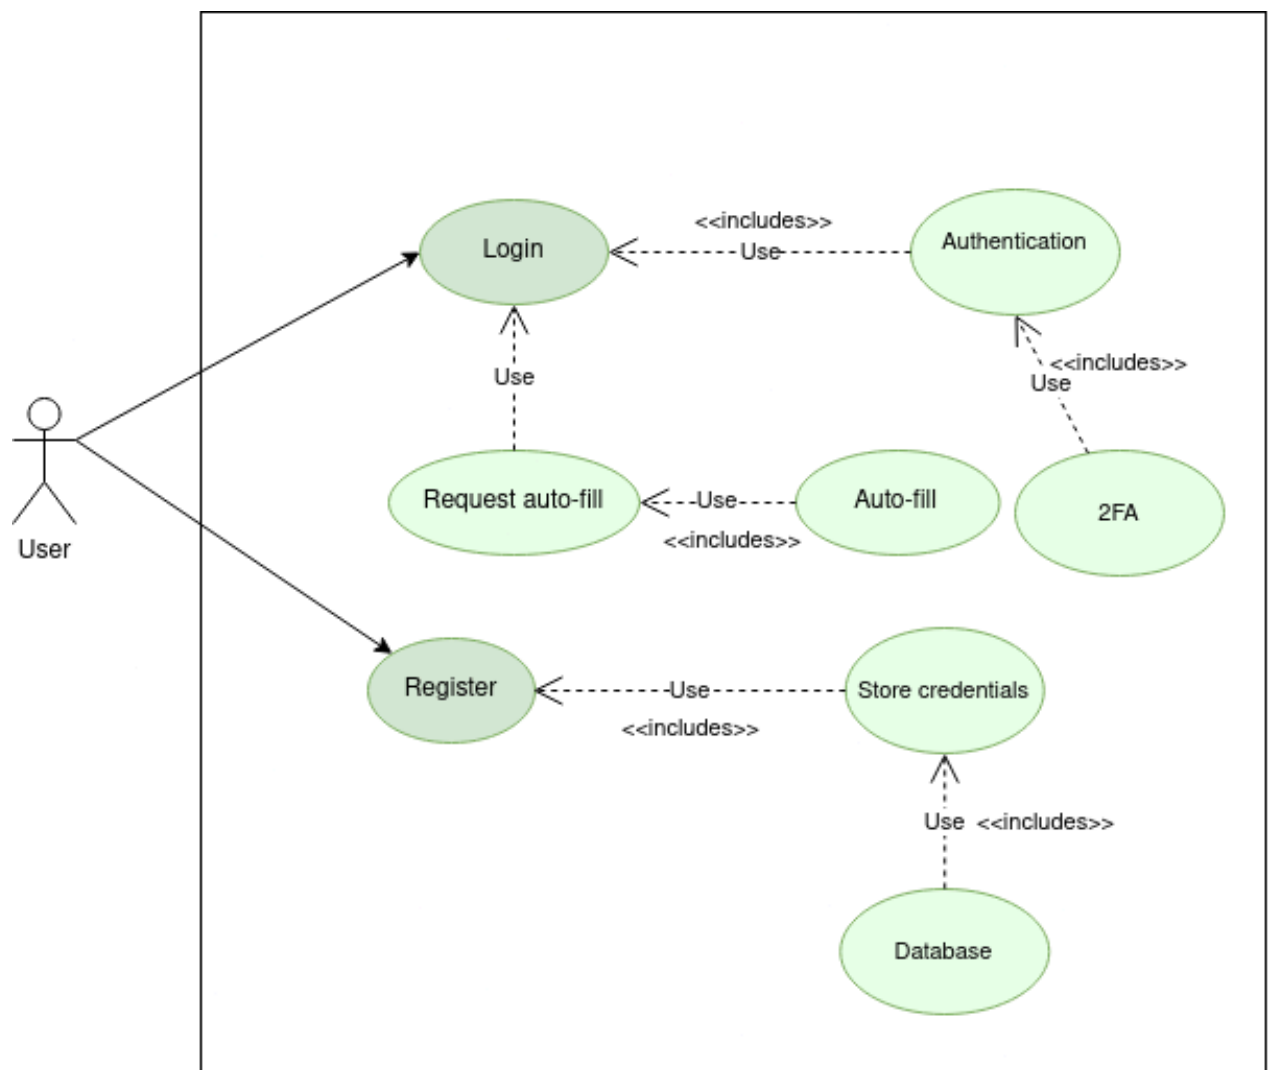 <<includes>>
Login
Use
Authentication
<<includes>>
Use
Use
Request auto-fill
Use
Auto-fill
2FA
<<includes>>
User
Register
Use
Store credentials
<<includes>>
Use <<includes>>
Database